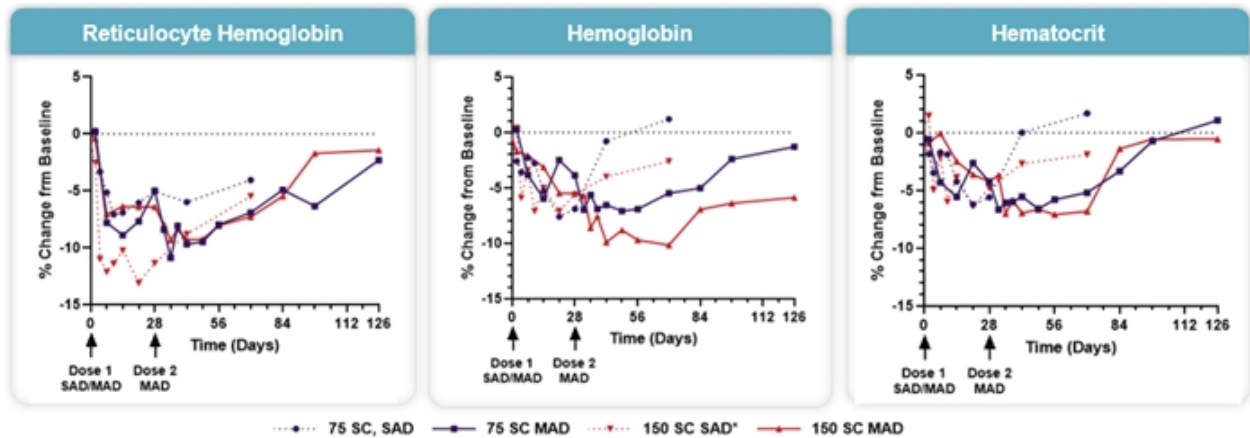 Reticulocyte Hemoglobin
Hemoglobin
Hematocrit
% Change frm Baseline
5
0
-5
-10
-15
0 28 56 84 112 126
Time (Days)
Dose 1 Dose 2
SAD/MAD MAD
% Change from Baseline
5
0
-5
-10
-15
0 28 56 84 112 126
Time (Days)
Dose 1 Dose 2
SAD/MAD MAD
% Change frm Baseline
5
0
-5
-10
-15
0 28 56 84 112 126
Time (Days)
Dose 1 Dose 2
SAD/MAD MAD
75 SC, SAD 75 SC MAD 150 SC SAD* 150 SC MAD